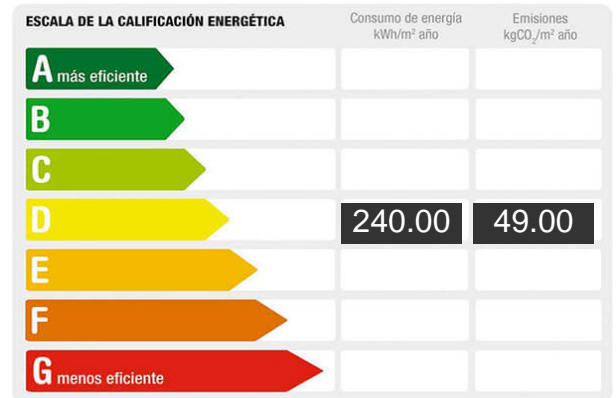 ESCALA DE LA CALIFICACIÓN ENERGÉTICA
Consumo de energía
kWh/m² año
Emisiones
kgCO₂/m² año
A más eficiente
B
C
D 240.00 49.00
E
F
G menos eficiente